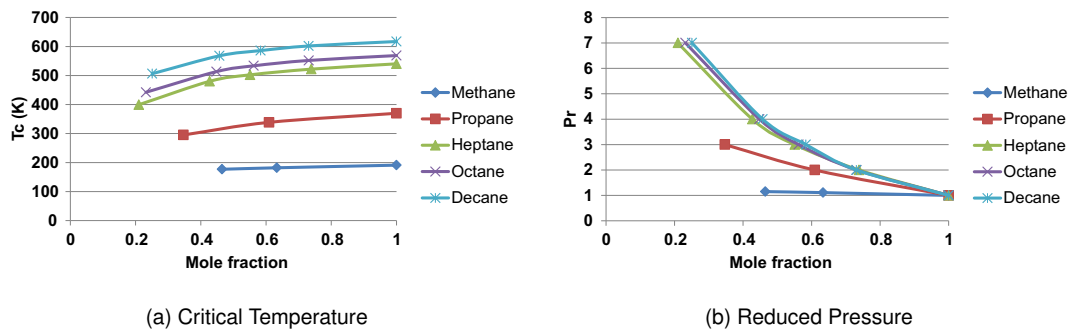 700
600
500
400
300
200
100
0
Tc (K)
0 0.2 0.4 0.6 0.8 1
Mole fraction
Methane
Propane
Heptane
Octane
Decane
(a) Critical Temperature
8
7
6
5
4
3
2
1
0
Pr
0 0.2 0.4 0.6 0.8 1
Mole fraction
Methane
Propane
Heptane
Octane
Decane
(b) Reduced Pressure